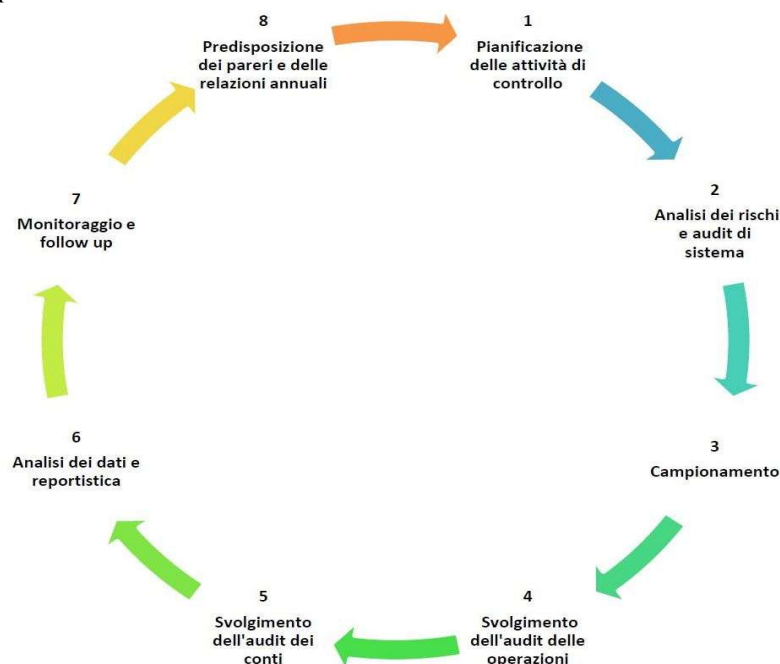 1
Pianificazione
delle attività di
controllo
2
Analisi dei rischi
e audit di
sistema
3
Campionamento
4
Svolgimento
dell'audit delle
operazioni
5
Svolgimento
dell'audit dei
conti
6
Analisi dei dati e
reportistica
7
Monitoraggio e
follow up
8
Predisposizione
dei pareri e delle
relazioni annuali